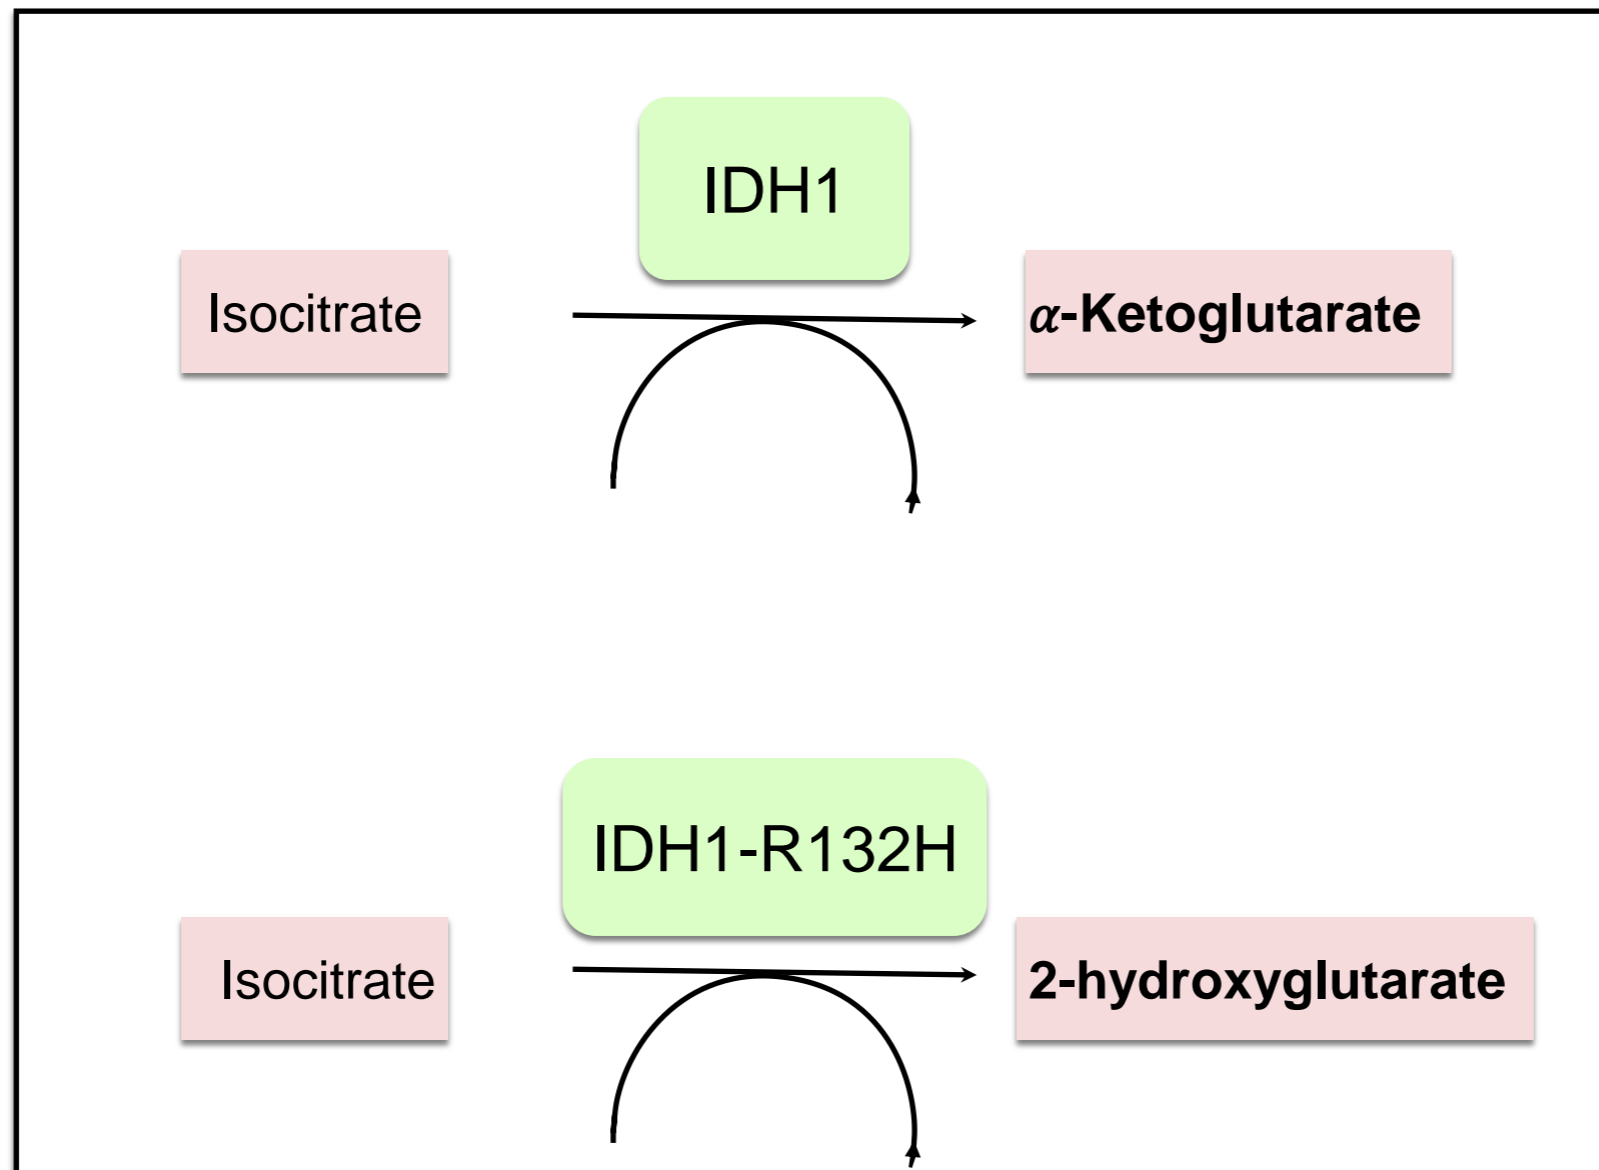 IDH1
Isocitrate
α-Ketoglutarate
IDH1-R132H
Isocitrate
2-hydroxyglutarate